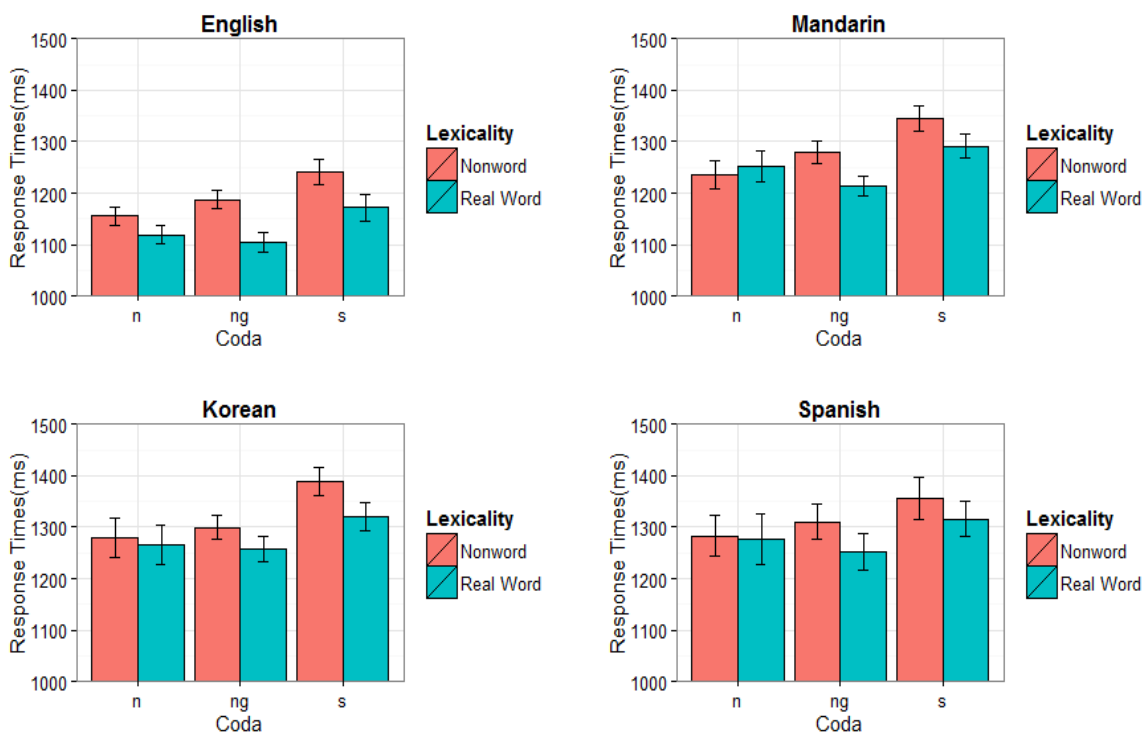 English
1500
1400
1300
1200
1100
1000
Response Times(ms)
n ng s
Coda
Lexicality
Nonword
Real Word
Mandarin
1500
1400
1300
1200
1100
1000
Response Times(ms)
n ng s
Coda
Lexicality
Nonword
Real Word
Korean
1500
1400
1300
1200
1100
1000
Response Times(ms)
n ng s
Coda
Lexicality
Nonword
Real Word
Spanish
1500
1400
1300
1200
1100
1000
Response Times(ms)
n ng s
Coda
Lexicality
Nonword
Real Word